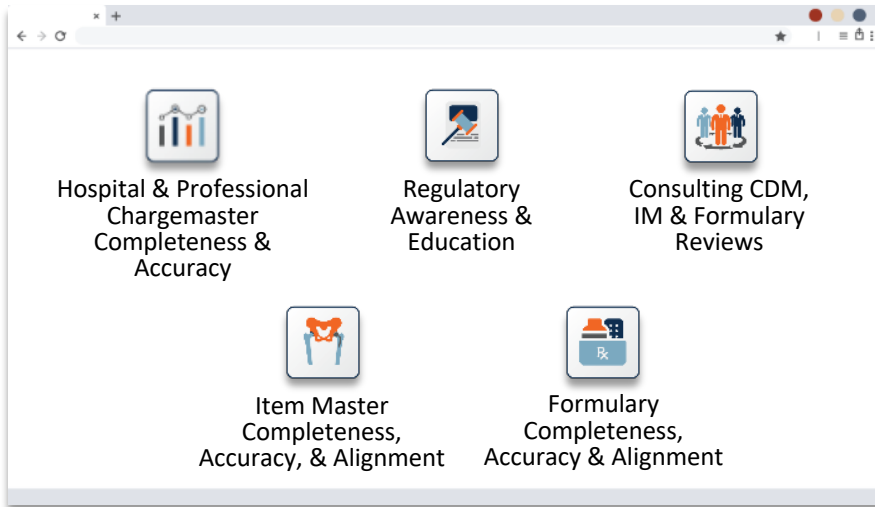 Hospital & Professional
Chargemaster
Completeness &
Accuracy
Regulatory
Awareness &
Education
Consulting CDM,
IM & Formulary
Reviews
Item Master
Completeness,
Accuracy, & Alignment
Rx
Formulary
Completeness,
Accuracy & Alignment